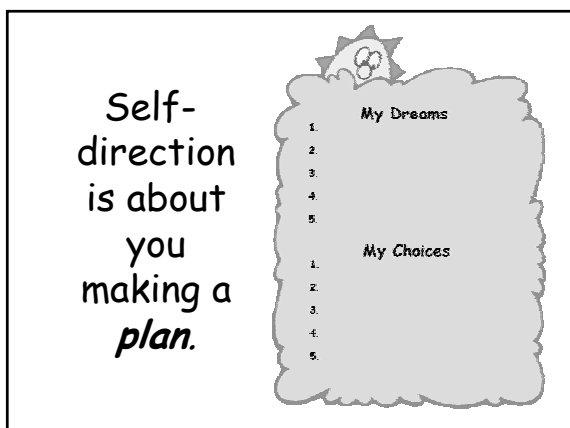 Self-
direction
is about
you
making a
plan.
My Dreams
1.
2.
3.
4.
5.
My Choices
1.
2.
3.
4.
5.